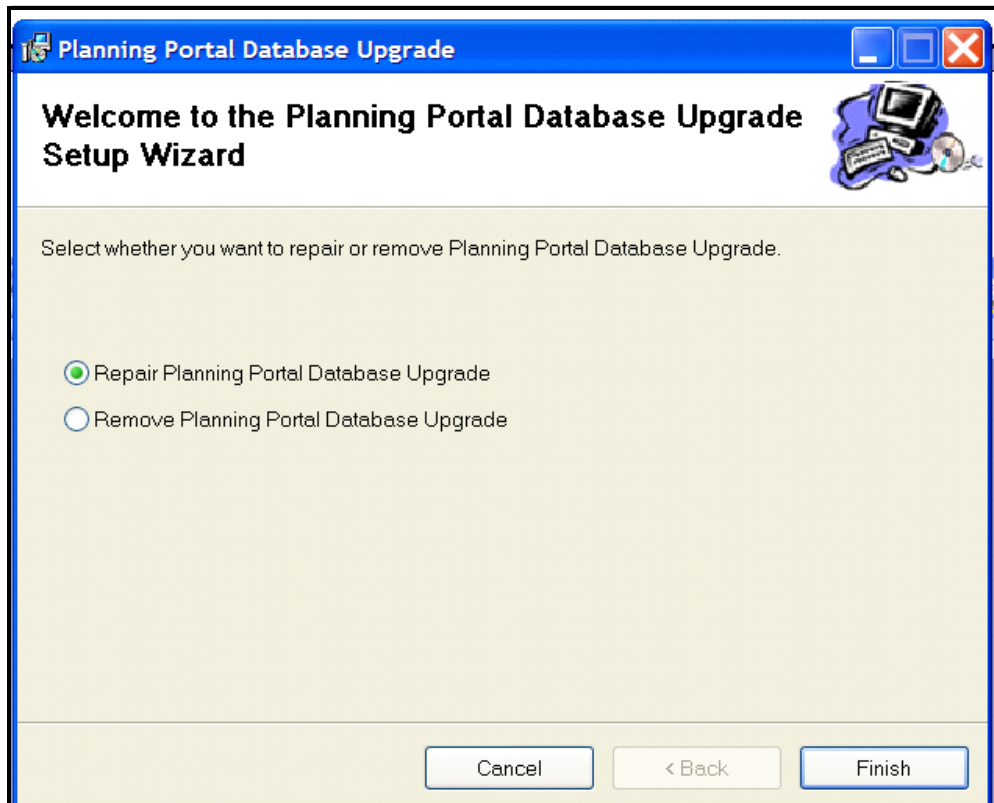 Planning Portal Database Upgrade
Welcome to the Planning Portal Database Upgrade
Setup Wizard
Select whether you want to repair or remove Planning Portal Database Upgrade.
Repair Planning Portal Database Upgrade
Remove Planning Portal Database Upgrade
Cancel
< Back
Finish